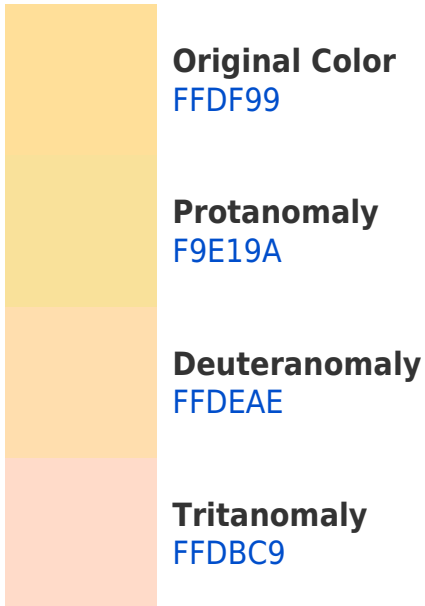 Original Color
FFDF99
Protanomaly
F9E19A
Deuteranomaly
FFDEAE
Tritanomaly
FFDBC9